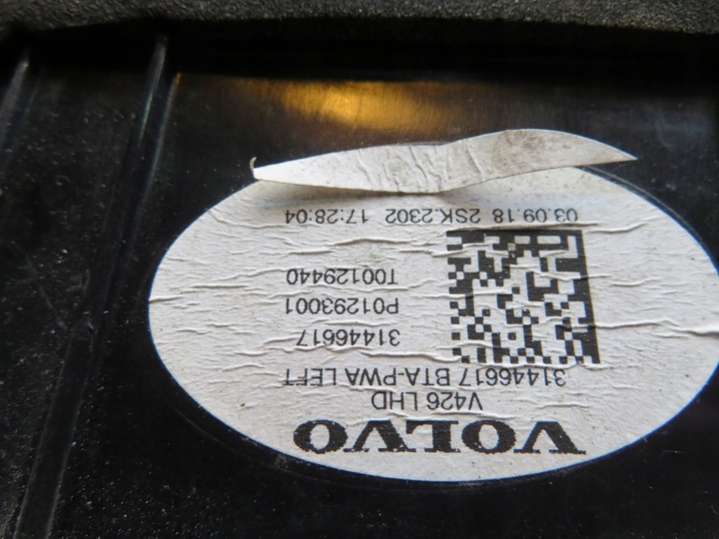 VOLVO
V426 LHD
31446617 BTA-PWA LEFT
31446617
P01293001
T00129440
03.09.18 2SK.2302 17:28:04